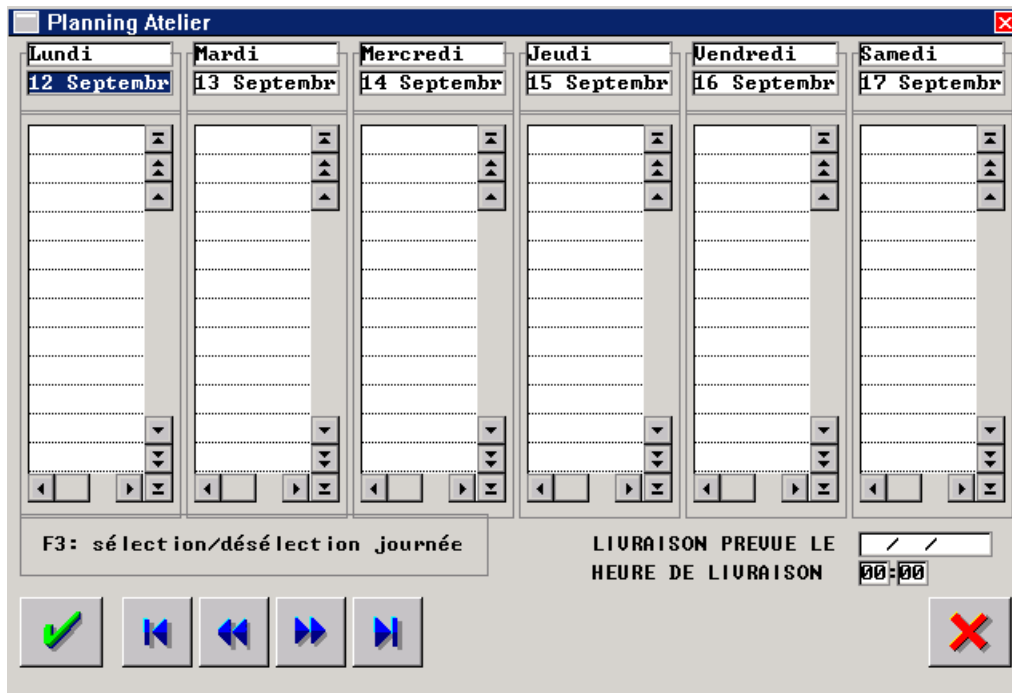 Planning Atelier
Lundi Mardi Mercredi Jeudi Vendredi Samedi
12 Septembr 13 Septembr 14 Septembr 15 Septembr 16 Septembr 17 Septembr
F3: sélection/désélection journée
LIVRAISON PREVUE LE / /
HEURE DE LIVRAISON 00:00